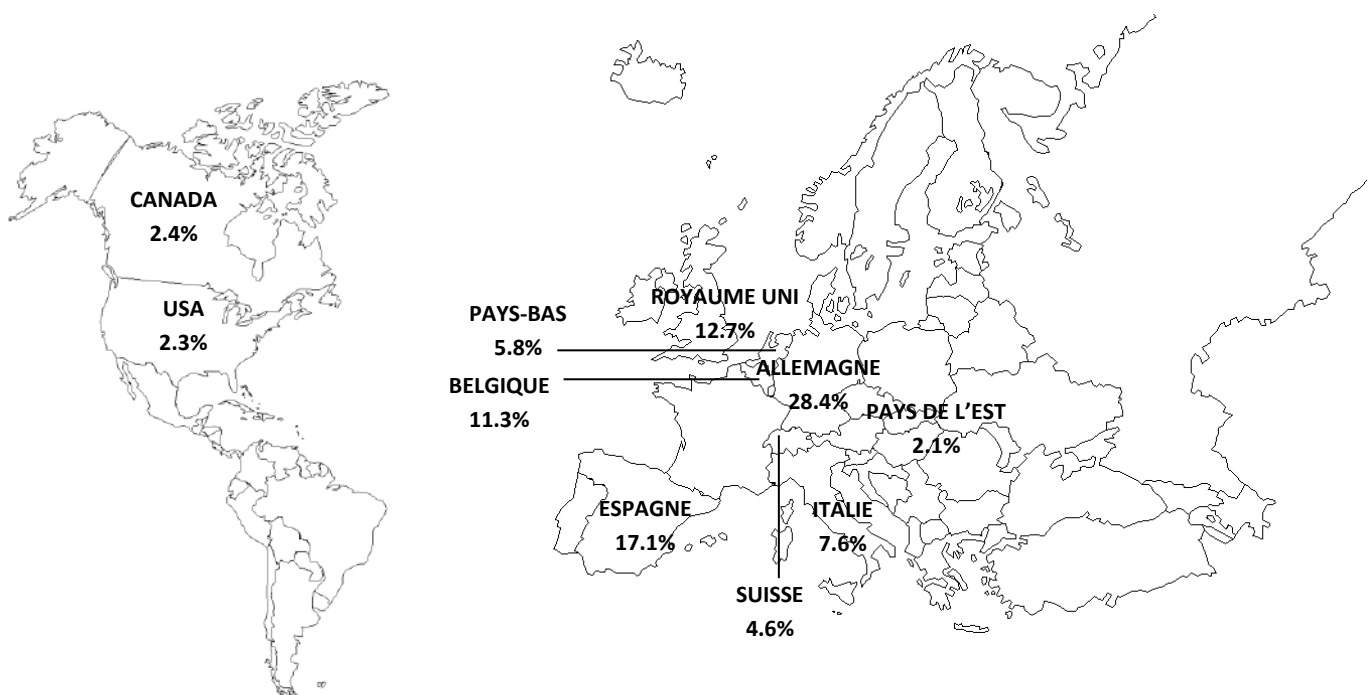 CANADA
2.4%
USA
2.3%
PAYS-BAS
5.8%
BELGIQUE
11.3%
ROYAUME UNI
12.7%
ALLEMAGNE
28.4%
PAYS DE L’EST
2.1%
ESPAGNE
17.1%
ITALIE
7.6%
SUISSE
4.6%